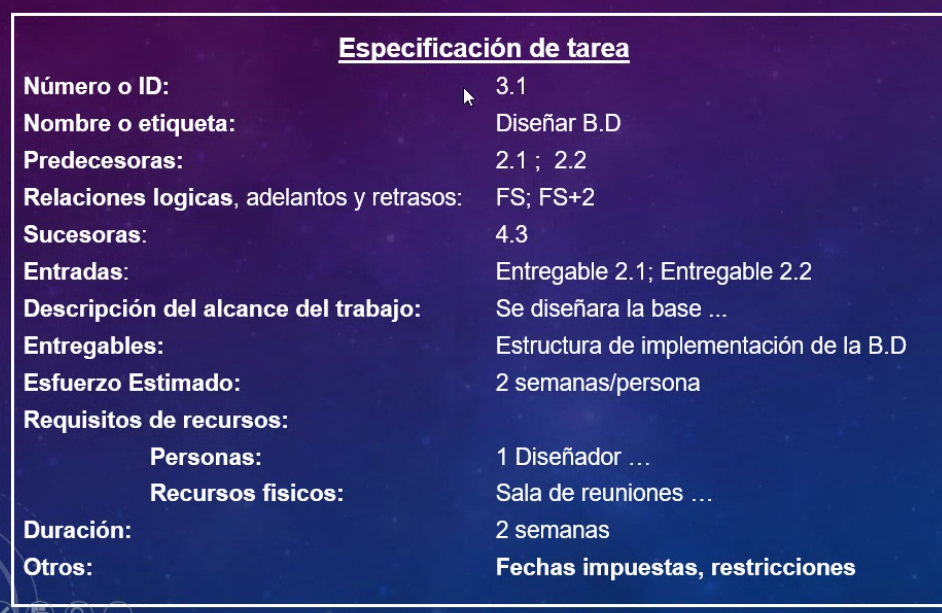 Especificación de tarea
Número o ID: 3.1
Nombre o etiqueta: Diseñar B.D
Predecesoras: 2.1 ; 2.2
Relaciones logicas, adelantos y retrasos: FS; FS+2
Sucesoras: 4.3
Entradas: Entregable 2.1; Entregable 2.2
Descripción del alcance del trabajo: Se diseñara la base ...
Entregables: Estructura de implementación de la B.D
Esfuerzo Estimado: 2 semanas/persona
Requisitos de recursos:
Personas: 1 Diseñador …
Recursos fisicos: Sala de reuniones …
Duración: 2 semanas
Otros: Fechas impuestas, restricciones